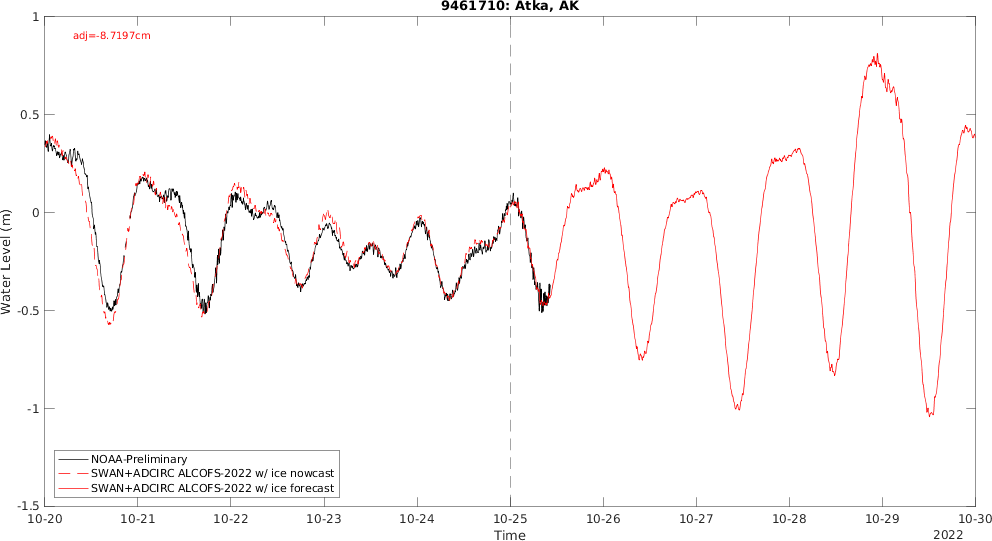 9461710: Atka, AK
adj=-8.7197cm
Water Level (m)
1
0.5
0
-0.5
-1
-1.5
NOAA-Preliminary
SWAN+ADCIRC ALCOFS-2022 w/ ice nowcast
SWAN+ADCIRC ALCOFS-2022 w/ ice forecast
10-20 10-21 10-22 10-23 10-24 10-25 10-26 10-27 10-28 10-29 10-30
Time
2022